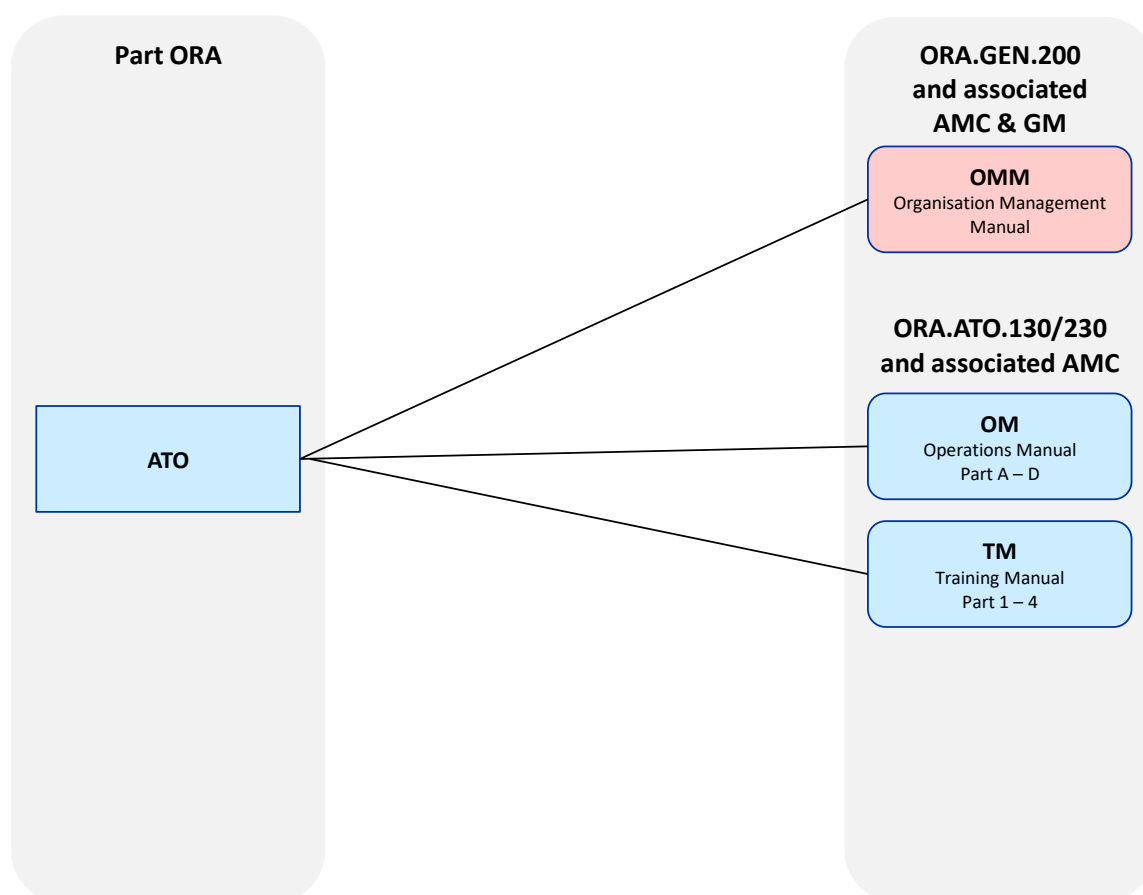 Part ORA
ATO
ORA.GEN.200
and associated
AMC & GM
OMM
Organisation Management
Manual
ORA.ATO.130/230
and associated AMC
OM
Operations Manual
Part A – D
TM
Training Manual
Part 1 – 4